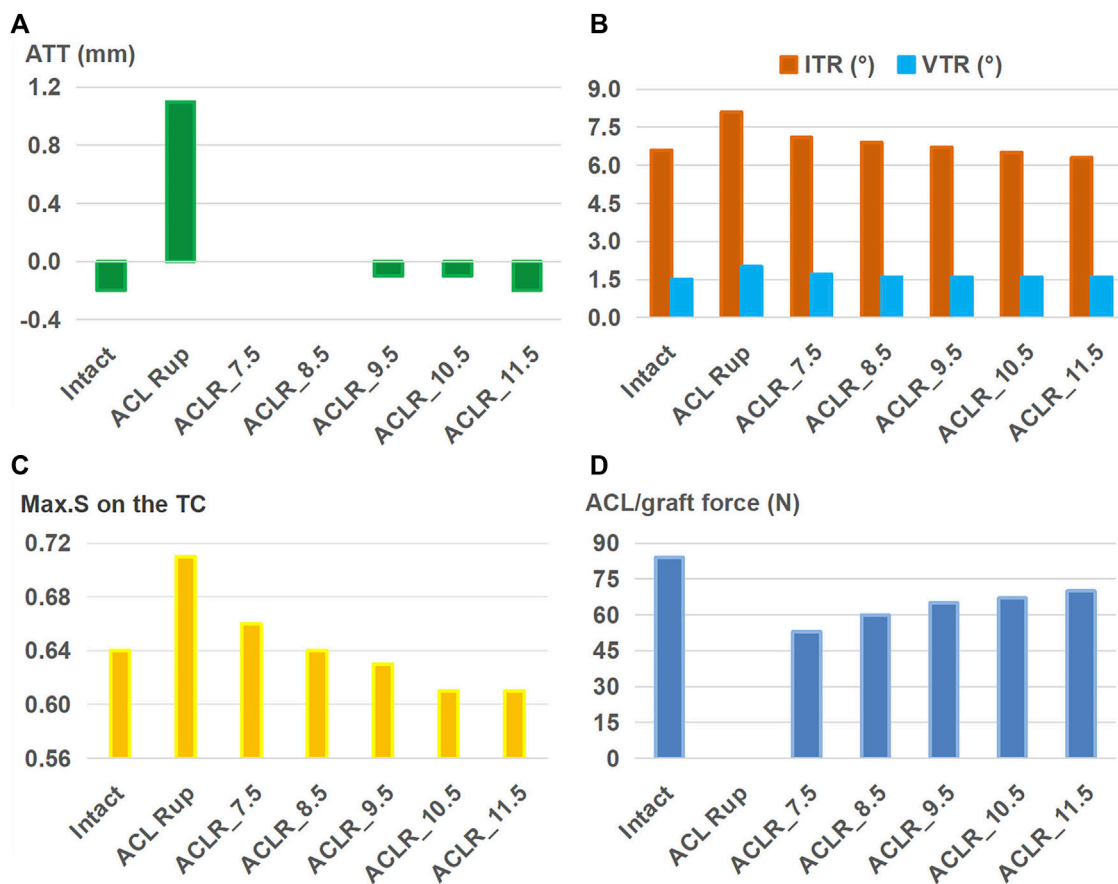 A
ATT (mm)
1.2
0.8
0.4
0.0
-0.4
Intact
ACL Rup
ACLR_7.5
ACLR_8.5
ACLR_9.5
ACLR_10.5
ACLR_11.5
B
ITR (°) VTR (°)
9.0
7.5
6.0
4.5
3.0
1.5
0.0
Intact
ACL Rup
ACLR_7.5
ACLR_8.5
ACLR_9.5
ACLR_10.5
ACLR_11.5
C
Max.S on the TC
0.72
0.68
0.64
0.60
0.56
Intact
ACL Rup
ACLR_7.5
ACLR_8.5
ACLR_9.5
ACLR_10.5
ACLR_11.5
D
ACL/graft force (N)
90
75
60
45
30
15
0
Intact
ACL Rup
ACLR_7.5
ACLR_8.5
ACLR_9.5
ACLR_10.5
ACLR_11.5